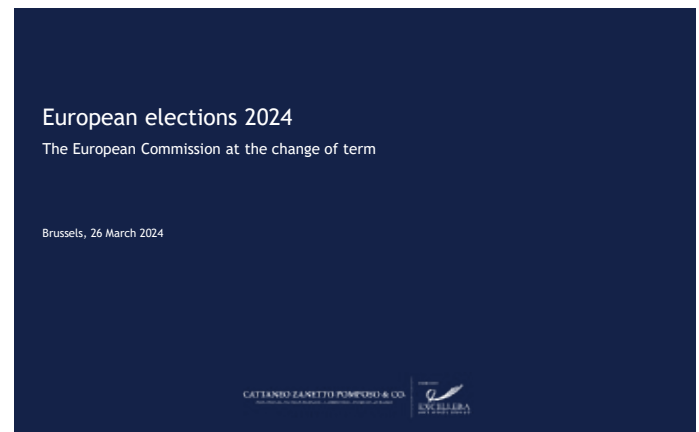 European elections 2024
The European Commission at the change of term
Brussels, 26 March 2024
CATTANEO ZANETTO POMPOSO & CO.
EXCELLERA